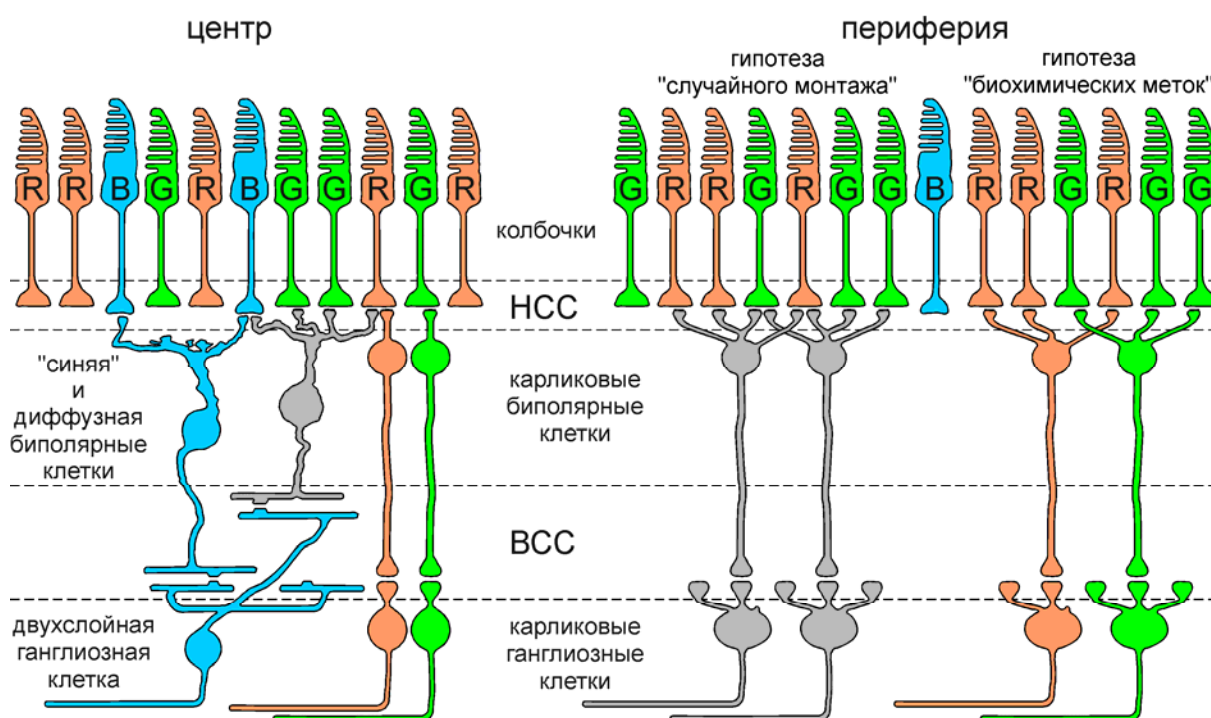 центр
периферия
гипотеза
"случайного монтажа"
гипотеза
"биохимических меток"
R R B G R B G G R G R
колбочки
G R R G R G G B R R G R G G
НСС
"синяя"
и
диффузная
биполярные
клетки
карликовые
биполярные
клетки
ВСС
двухслойная
ганглиозная
клетка
карликовые
ганглиозные
клетки